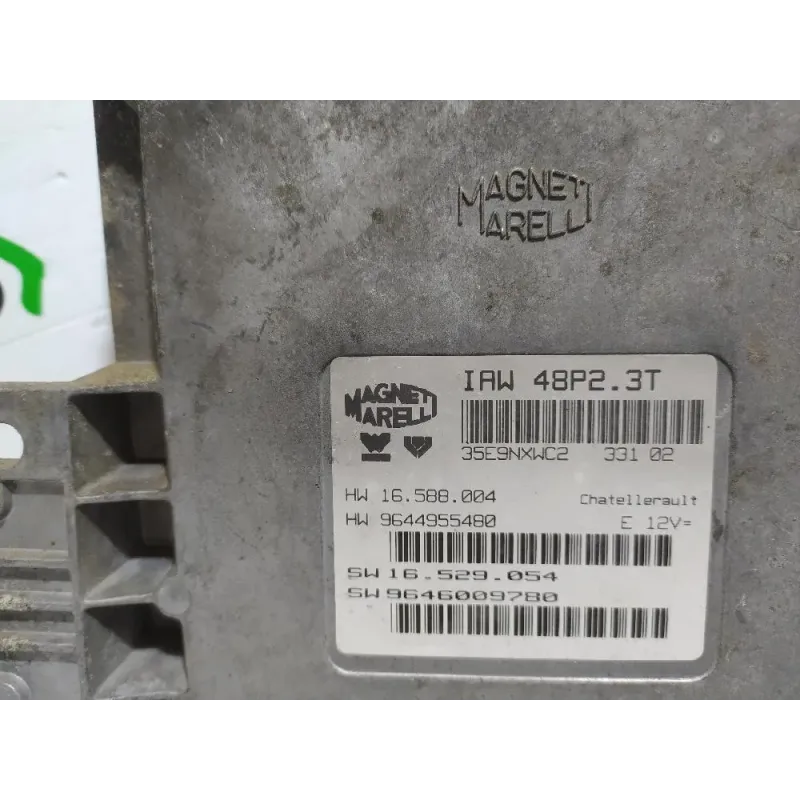 MAGNETI
MARELLI
MAGNETI
MARELLI
IAW 48P2.3T
35E9NXWC2 331 02
HW 16.588.004 Chatellerault
HW 9644955480 E 12V=
SW 16.529.054
SW 9646009780